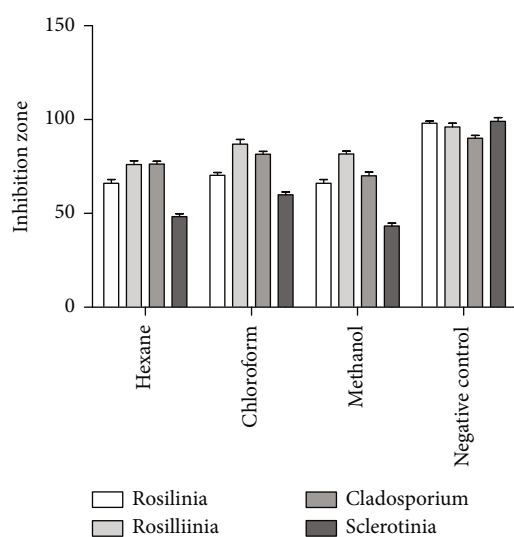 150
100
50
0
Inhibition zone
Hexane
Chloroform
Methanol
Negative control
Rosilinia
Rosilliinia
Cladosporium
Sclerotinia